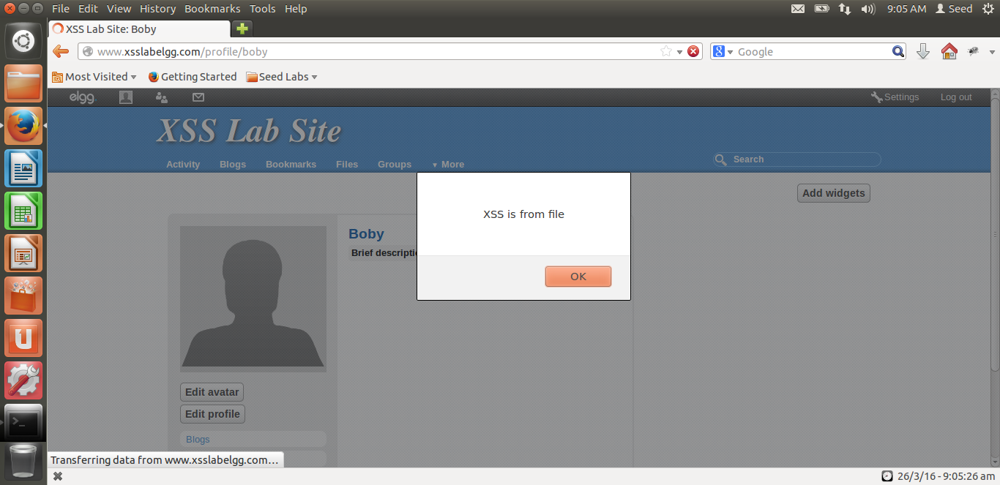 File Edit View History Bookmarks Tools Help
9:05 AM Seed
XSS Lab Site: Boby
www.xsslabelgg.com/profile/boby
Google
Most Visited Getting Started Seed Labs
elgg.
Settings Log out
XSS Lab Site
Activity Blogs Bookmarks Files Groups More
Search
Add widgets
XSS is from file
OK
Boby
Brief descripti
Edit avatar
Edit profile
Blogs
Transferring data from www.xsslabelgg.com...
26/3/16 - 9:05:26 am